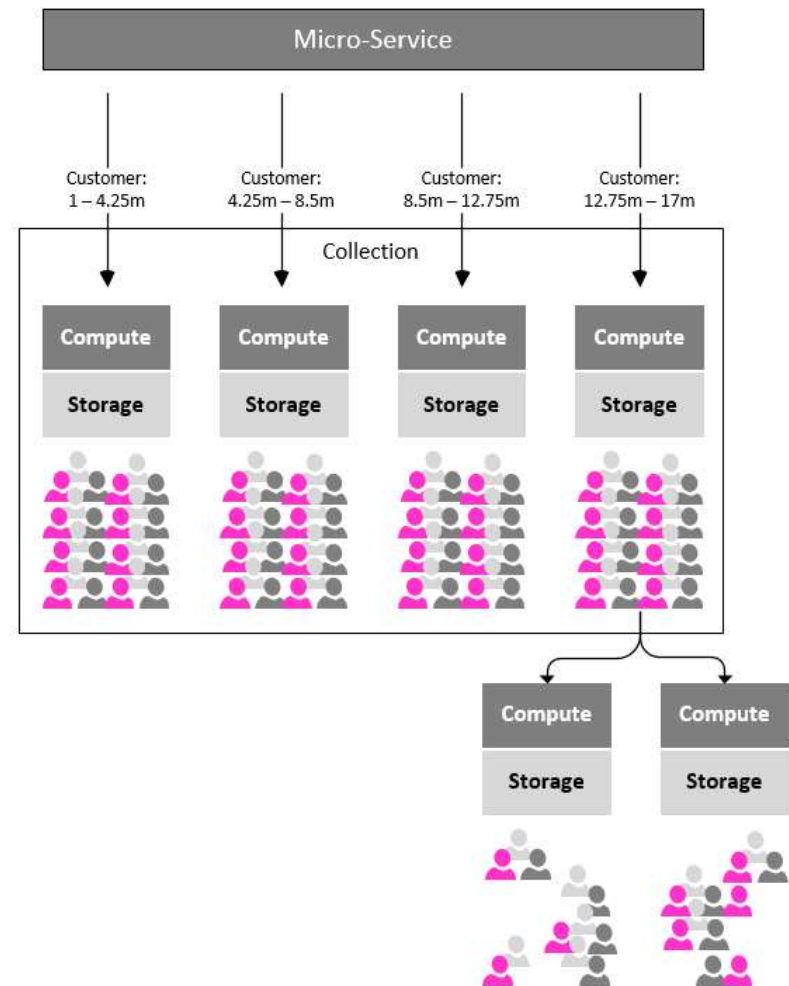 Micro-Service
Customer:
1 – 4.25m
Customer:
4.25m – 8.5m
Customer:
8.5m – 12.75m
Customer:
12.75m – 17m
Collection
Compute
Storage
Compute
Storage
Compute
Storage
Compute
Storage
Compute
Storage
Compute
Storage